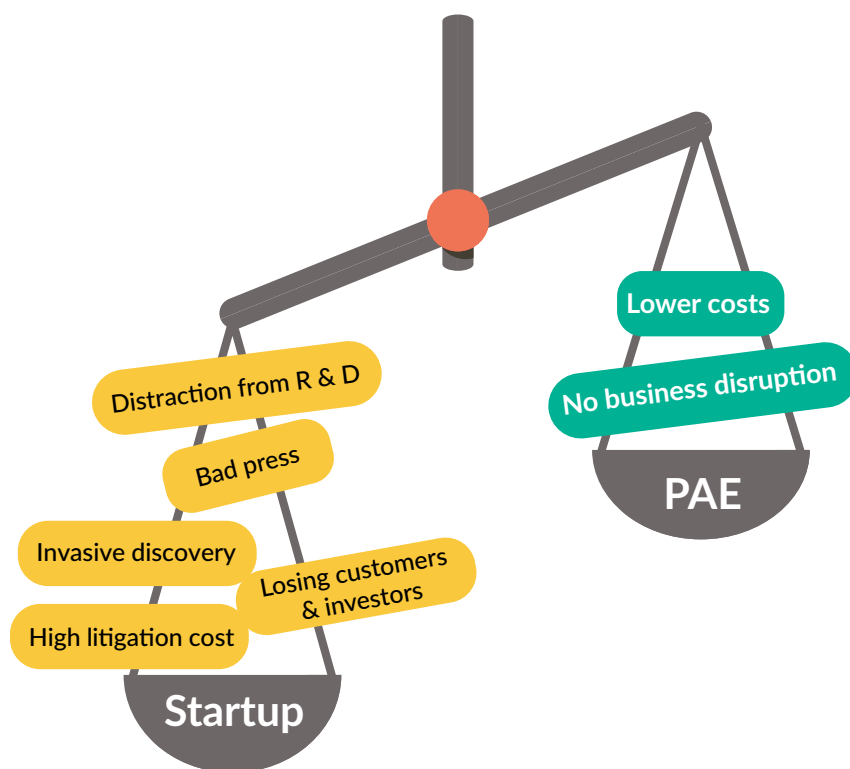 Lower costs
No business disruption
PAE
Distraction from R & D
Bad press
Invasive discovery
Losing customers
& investors
High litigation cost
Startup